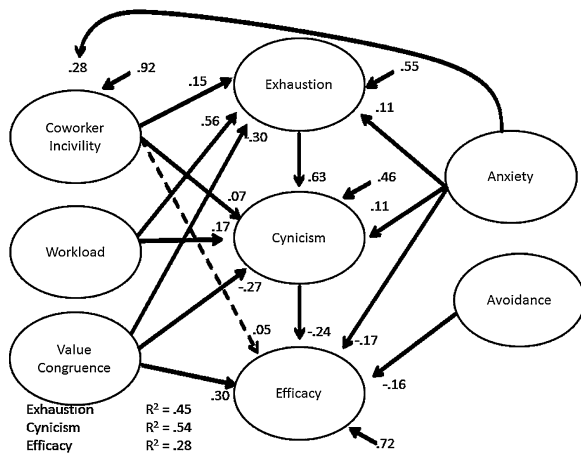 .28
.92
.15
Exhaustion
.55
Coworker
Incivility
.56
-.30
.11
.63
.46
Anxiety
.07
.17
Cynicism
.11
Workload
-.27
Avoidance
.05
-.24
-.17
Value
Congruence
.30
Efficacy
-.16
.72
Exhaustion R² = .45
Cynicism R² = .54
Efficacy R² = .28